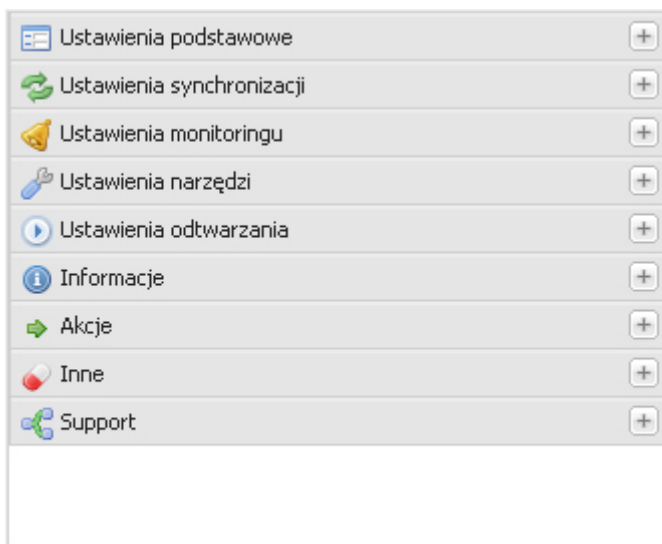 Ustawienia podstawowe
Ustawienia synchronizacji
Ustawienia monitoringu
Ustawienia narzędzi
Ustawienia odtwarzania
Informacje
Akcje
Inne
Support